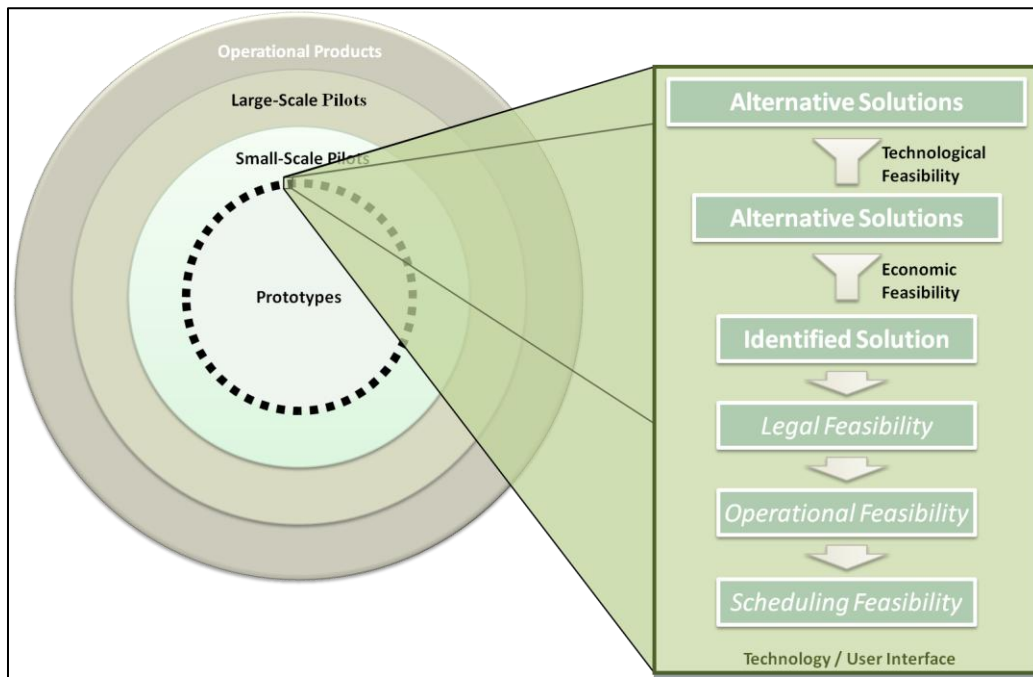 Operational Products
Large-Scale Pilots
Small-Scale Pilots
Prototypes
Alternative Solutions
Technological
Feasibility
Alternative Solutions
Economic
Feasibility
Identified Solution
Legal Feasibility
Operational Feasibility
Scheduling Feasibility
Technology / User Interface